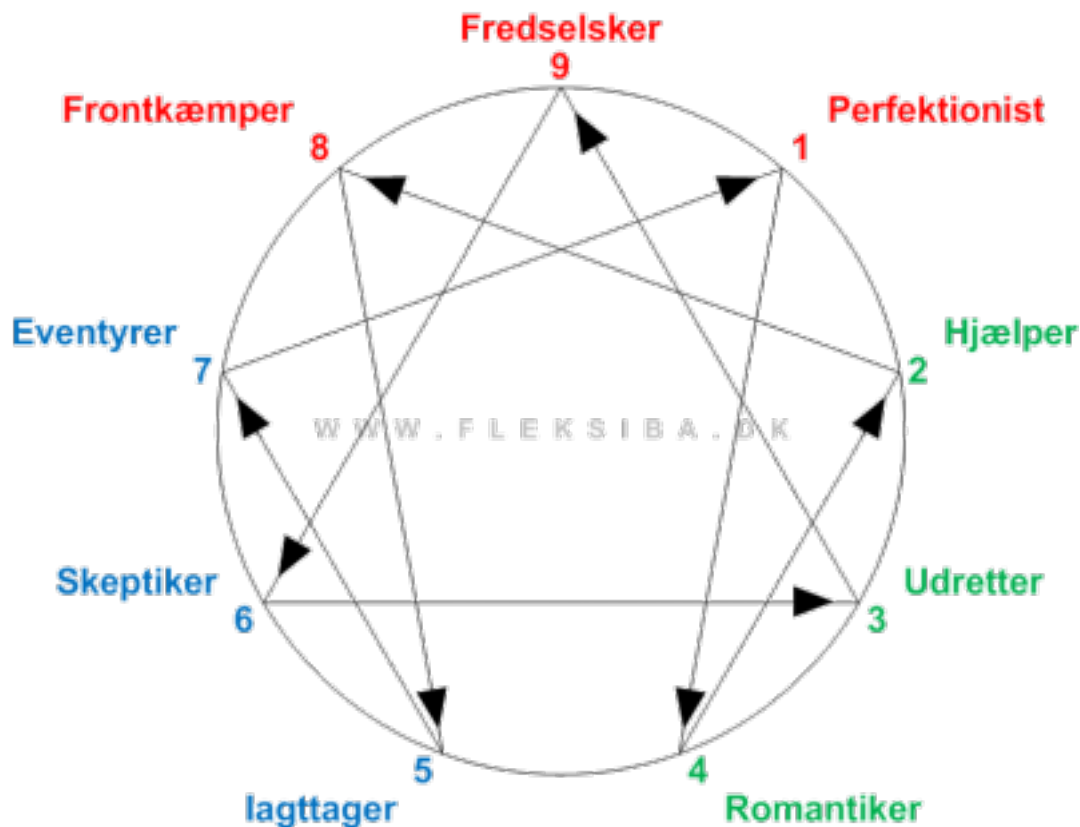 Fredselsker
9
Frontkæmper
8
Perfektionist
1
Eventyrer
7
Hjælper
2
WWW.FLEKSIBA.DK
Skeptiker
6
Udretter
3
5
Iagttager
4
Romantiker